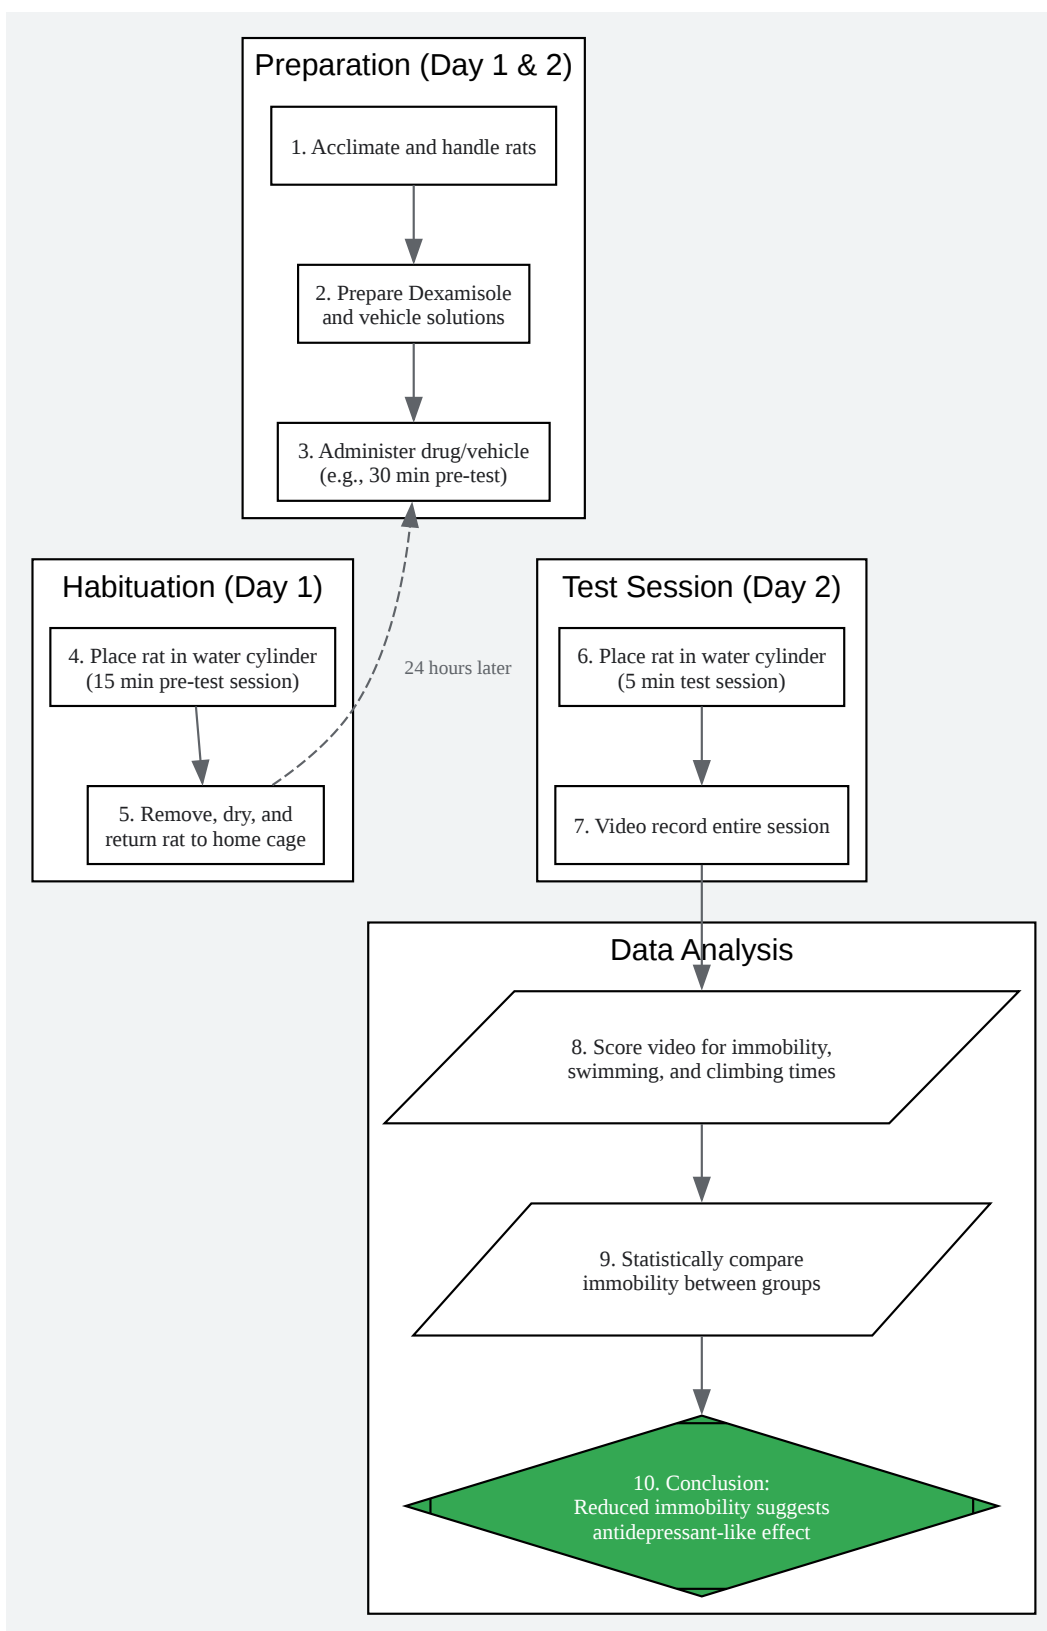 Preparation (Day 1 & 2)
1. Acclimate and handle rats
2. Prepare Dexamisole
and vehicle solutions
3. Administer drug/vehicle
(e.g., 30 min pre-test)
Habituation (Day 1)
4. Place rat in water cylinder
(15 min pre-test session)
5. Remove, dry, and
return rat to home cage
24 hours later
Test Session (Day 2)
6. Place rat in water cylinder
(5 min test session)
7. Video record entire session
Data Analysis
8. Score video for immobility,
swimming, and climbing times
9. Statistically compare
immobility between groups
10. Conclusion:
Reduced immobility suggests
antidepressant-like effect